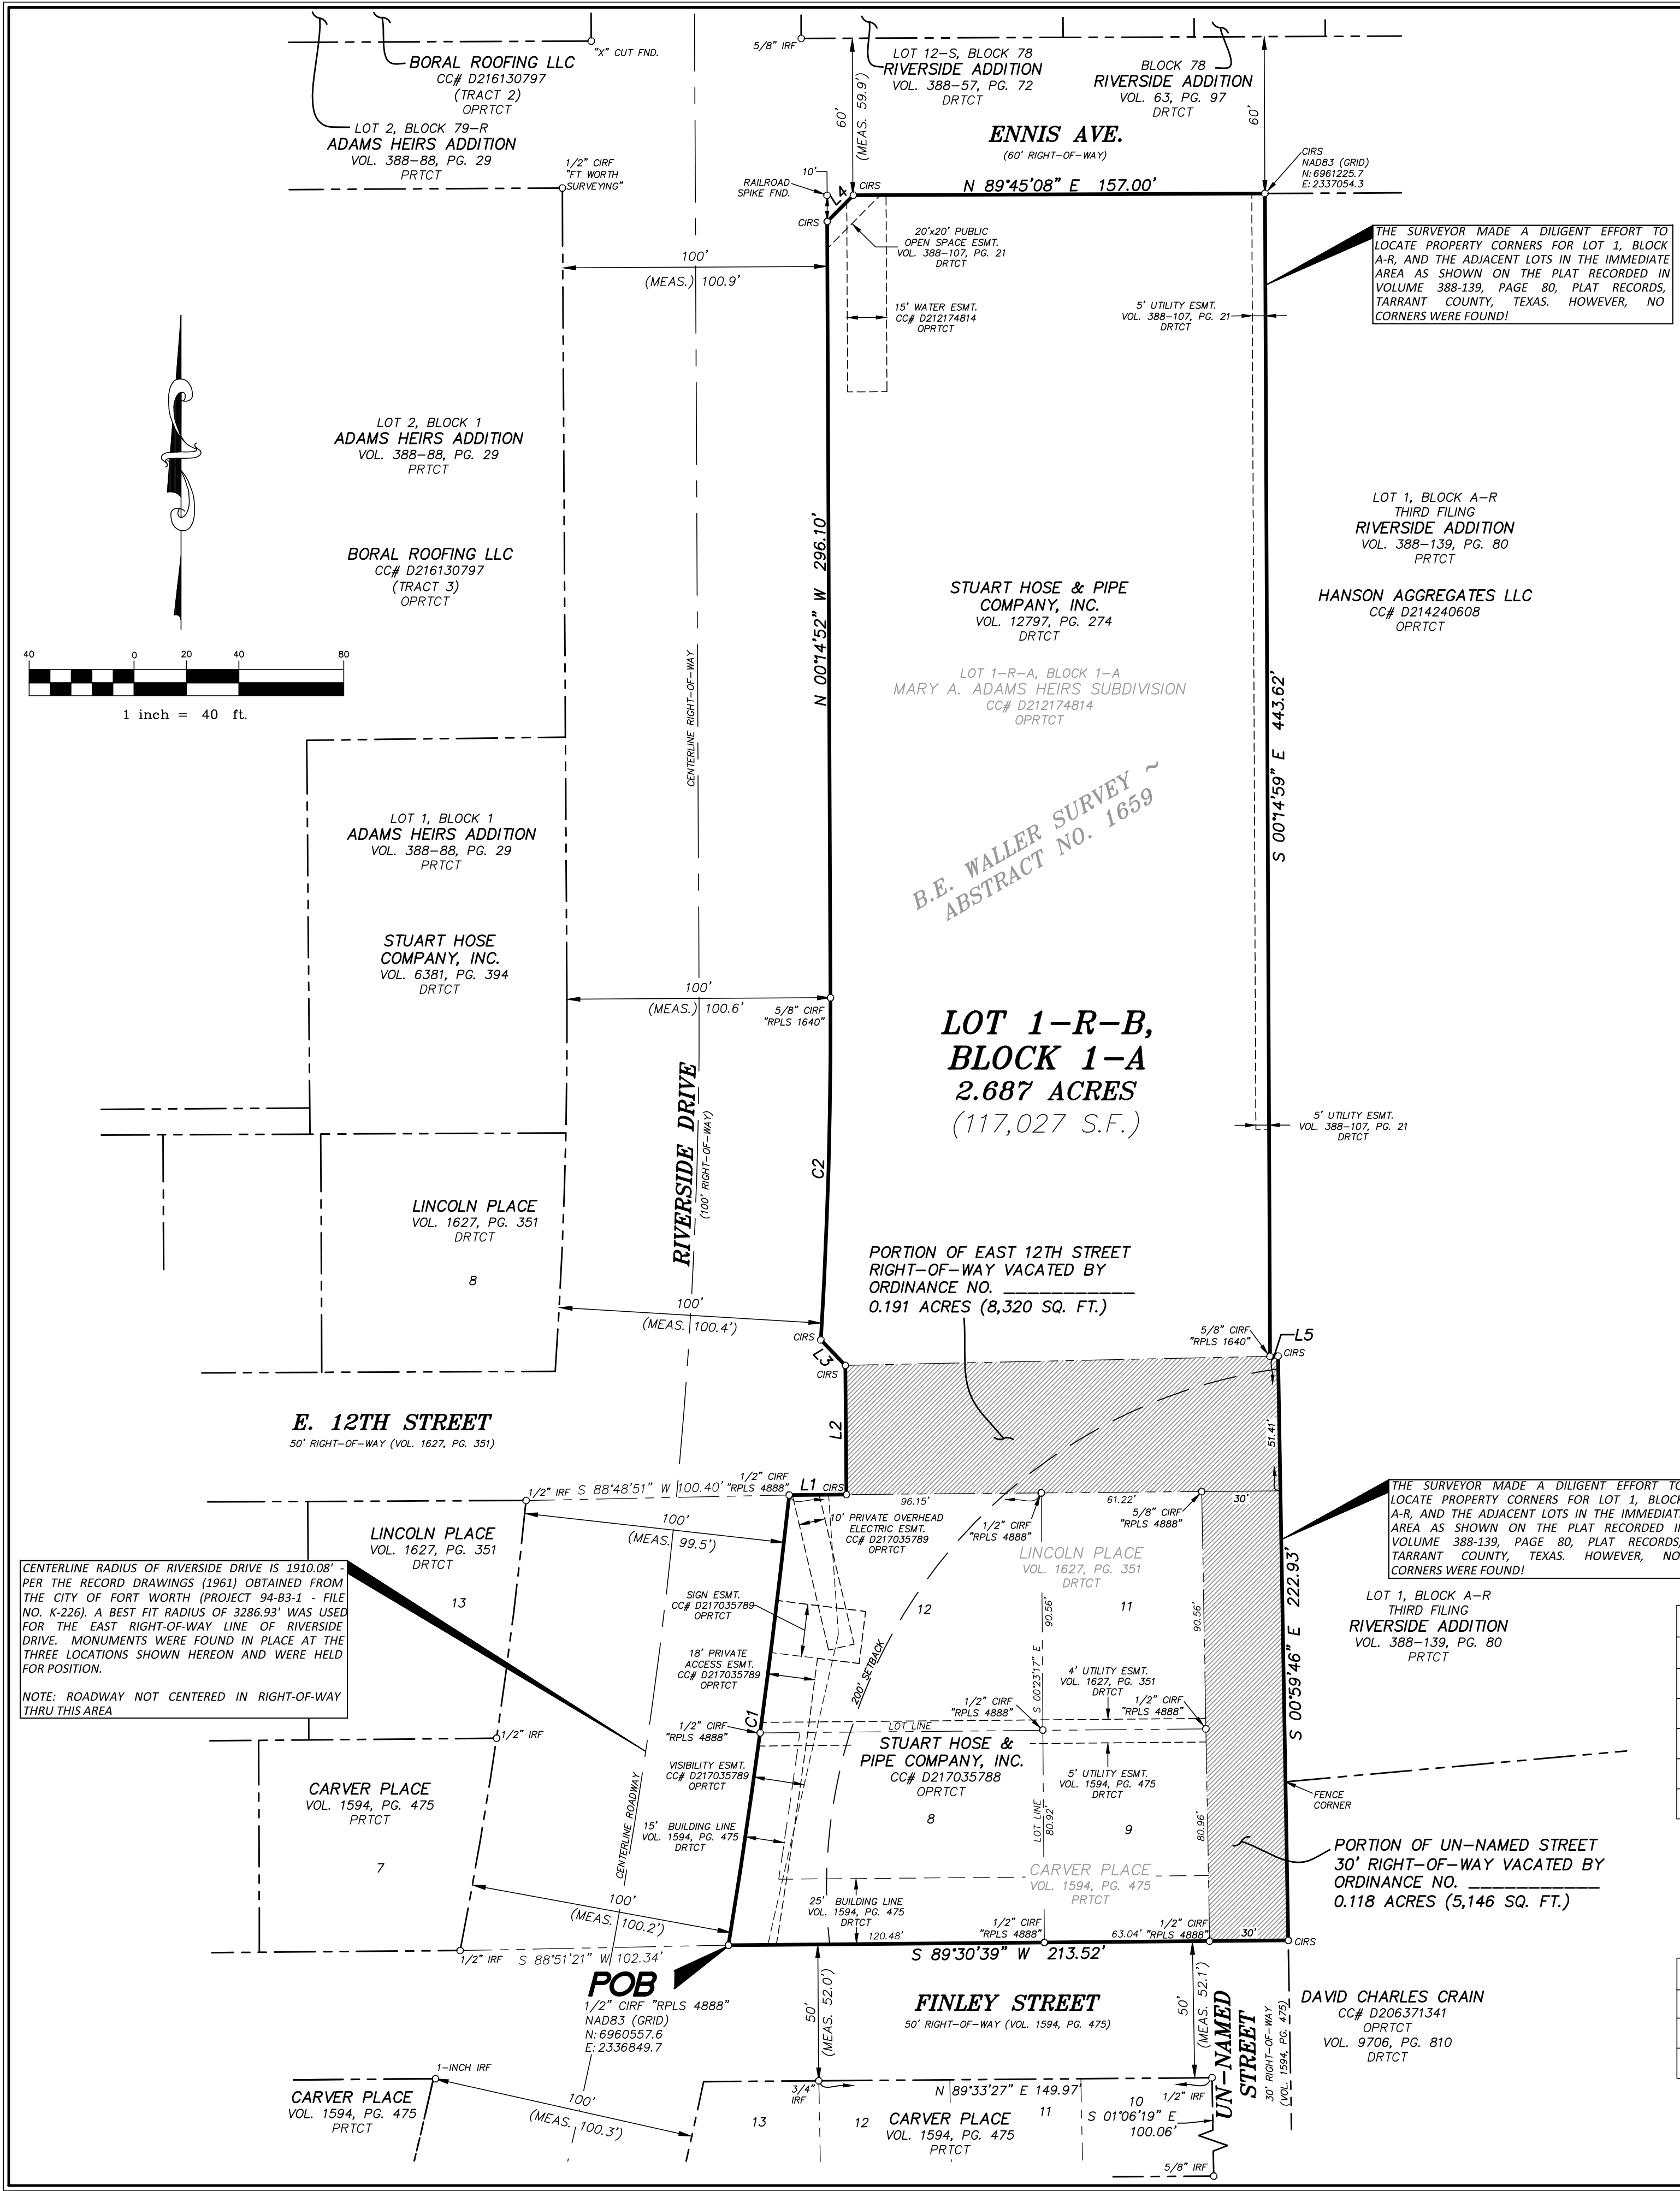 "X" CUT FND.
5/8" IRF
BORAL ROOFING LLC
CC# D216130797
(TRACT 2)
OPRTCT
LOT 2, BLOCK 79-R
ADAMS HEIRS ADDITION
VOL. 388-88, PG. 29
PRTCT
LOT 12-S, BLOCK 78
RIVERSIDE ADDITION
VOL. 388-57, PG. 72
DRTCT
BLOCK 78
RIVERSIDE ADDITION
VOL. 63, PG. 97
DRTCT
60'
(MEAS. 59.9')
60'
ENNIS AVE.
(60' RIGHT-OF-WAY)
1/2" CIRF
"FT WORTH
SURVEYING"
RAILROAD
SPIKE FND.
10'
L4
CIRS
CIRS
N 89°45'08" E 157.00'
CIRS
NAD83 (GRID)
N: 6961225.7
E: 2337054.3
THE SURVEYOR MADE A DILIGENT EFFORT TO
LOCATE PROPERTY CORNERS FOR LOT 1, BLOCK
A-R, AND THE ADJACENT LOTS IN THE IMMEDIATE
AREA AS SHOWN ON THE PLAT RECORDED IN
VOLUME 388-139, PAGE 80, PLAT RECORDS,
TARRANT COUNTY, TEXAS. HOWEVER, NO
CORNERS WERE FOUND!
20'x20' PUBLIC
OPEN SPACE ESMT.
VOL. 388-107, PG. 21
DRTCT
100'
(MEAS.) 100.9'
15' WATER ESMT.
CC# D212174814
OPRTCT
5' UTILITY ESMT.
VOL. 388-107, PG. 21
DRTCT
LOT 2, BLOCK 1
ADAMS HEIRS ADDITION
VOL. 388-88, PG. 29
PRTCT
BORAL ROOFING LLC
CC# D216130797
(TRACT 3)
OPRTCT
N 00°14'52" W 296.10'
LOT 1, BLOCK A-R
THIRD FILING
RIVERSIDE ADDITION
VOL. 388-139, PG. 80
PRTCT
HANSON AGGREGATES LLC
CC# D214240608
OPRTCT
STUART HOSE & PIPE
COMPANY, INC.
VOL. 12797, PG. 274
DRTCT
LOT 1-R-A, BLOCK 1-A
MARY A. ADAMS HEIRS SUBDIVISION
CC# D212174814
OPRTCT
40 0 20 40 80
1 inch = 40 ft.
CENTERLINE RIGHT-OF-WAY
S 00°14'59" E 443.62'
B.E. WALLER SURVEY ~
ABSTRACT NO. 1659
LOT 1, BLOCK 1
ADAMS HEIRS ADDITION
VOL. 388-88, PG. 29
PRTCT
STUART HOSE
COMPANY, INC.
VOL. 6381, PG. 394
DRTCT
100'
(MEAS.) 100.6'
5/8" CIRF
"RPLS 1640"
LOT 1-R-B,
BLOCK 1-A
2.687 ACRES
(117,027 S.F.)
RIVERSIDE DRIVE
(100' RIGHT-OF-WAY)
C2
5' UTILITY ESMT.
VOL. 388-107, PG. 21
DRTCT
LINCOLN PLACE
VOL. 1627, PG. 351
DRTCT
8
PORTION OF EAST 12TH STREET
RIGHT-OF-WAY VACATED BY
ORDINANCE NO. ____________
0.191 ACRES (8,320 SQ. FT.)
100'
(MEAS. 100.4')
CIRS
L3
CIRS
5/8" CIRF
"RPLS 1640"
L5
CIRS
E. 12TH STREET
50' RIGHT-OF-WAY (VOL. 1627, PG. 351)
L2
51.41'
1/2" IRF
S 88°48'51" W 100.40'
1/2" CIRF
"RPLS 4888"
L1
CIRS
96.15'
61.22'
30'
1/2" CIRF
"RPLS 4888"
5/8" CIRF
"RPLS 4888"
THE SURVEYOR MADE A DILIGENT EFFORT TO
LOCATE PROPERTY CORNERS FOR LOT 1, BLOCK
A-R, AND THE ADJACENT LOTS IN THE IMMEDIATE
AREA AS SHOWN ON THE PLAT RECORDED IN
VOLUME 388-139, PAGE 80, PLAT RECORDS,
TARRANT COUNTY, TEXAS. HOWEVER, NO
CORNERS WERE FOUND!
LINCOLN PLACE
VOL. 1627, PG. 351
DRTCT
13
100'
(MEAS. 99.5')
10' PRIVATE OVERHEAD
ELECTRIC ESMT.
CC# D217035789
OPRTCT
LINCOLN PLACE
VOL. 1627, PG. 351
DRTCT
CENTERLINE RADIUS OF RIVERSIDE DRIVE IS 1910.08' -
PER THE RECORD DRAWINGS (1961) OBTAINED FROM
THE CITY OF FORT WORTH (PROJECT 94-B3-1 - FILE
NO. K-226). A BEST FIT RADIUS OF 3286.93' WAS USED
FOR THE EAST RIGHT-OF-WAY LINE OF RIVERSIDE
DRIVE. MONUMENTS WERE FOUND IN PLACE AT THE
THREE LOCATIONS SHOWN HEREON AND WERE HELD
FOR POSITION.
NOTE: ROADWAY NOT CENTERED IN RIGHT-OF-WAY
THRU THIS AREA
SIGN ESMT.
CC# D217035789
OPRTCT
12
11
90.56'
90.56'
S 00°23'17" E
18' PRIVATE
ACCESS ESMT.
CC# D217035789
OPRTCT
200' SETBACK
4' UTILITY ESMT.
VOL. 1627, PG. 351
DRTCT
LOT 1, BLOCK A-R
THIRD FILING
RIVERSIDE ADDITION
VOL. 388-139, PG. 80
PRTCT
S 00°59'46" E 222.93'
1/2" IRF
C1
1/2" CIRF
"RPLS 4888"
LOT LINE
1/2" CIRF
"RPLS 4888"
1/2" CIRF
"RPLS 4888"
STUART HOSE &
PIPE COMPANY, INC.
CC# D217035788
OPRTCT
5' UTILITY ESMT.
VOL. 1594, PG. 475
DRTCT
VISIBILITY ESMT.
CC# D217035789
OPRTCT
CENTERLINE ROADWAY
CARVER PLACE
VOL. 1594, PG. 475
PRTCT
7
15' BUILDING LINE
VOL. 1594, PG. 475
DRTCT
8
LOT LINE
80.92'
9
80.96'
FENCE
CORNER
CARVER PLACE
VOL. 1594, PG. 475
PRTCT
PORTION OF UN-NAMED STREET
30' RIGHT-OF-WAY VACATED BY
ORDINANCE NO. ____________
0.118 ACRES (5,146 SQ. FT.)
100'
(MEAS. 100.2')
25' BUILDING LINE
VOL. 1594, PG. 475
DRTCT
120.48'
1/2" CIRF
"RPLS 4888"
63.04'
1/2" CIRF
"RPLS 4888"
30'
CIRS
1/2" IRF
S 88°51'21" W 102.34'
S 89°30'39" W 213.52'
POB
1/2" CIRF "RPLS 4888"
NAD83 (GRID)
N: 6960557.6
E: 2336849.7
50'
(MEAS. 52.0')
FINLEY STREET
50' RIGHT-OF-WAY (VOL. 1594, PG. 475)
50'
(MEAS. 52.1')
UN-NAMED
STREET
30' RIGHT-OF-WAY
(VOL. 1594, PG. 475)
DAVID CHARLES CRAIN
CC# D206371341
OPRTCT
VOL. 9706, PG. 810
DRTCT
1-INCH IRF
CARVER PLACE
VOL. 1594, PG. 475
PRTCT
100'
(MEAS. 100.3')
3/4"
IRF
N 89°33'27" E 149.97'
1/2" IRF
13
12
CARVER PLACE
VOL. 1594, PG. 475
PRTCT
11
10
S 01°06'19" E
100.06'
5/8" IRF